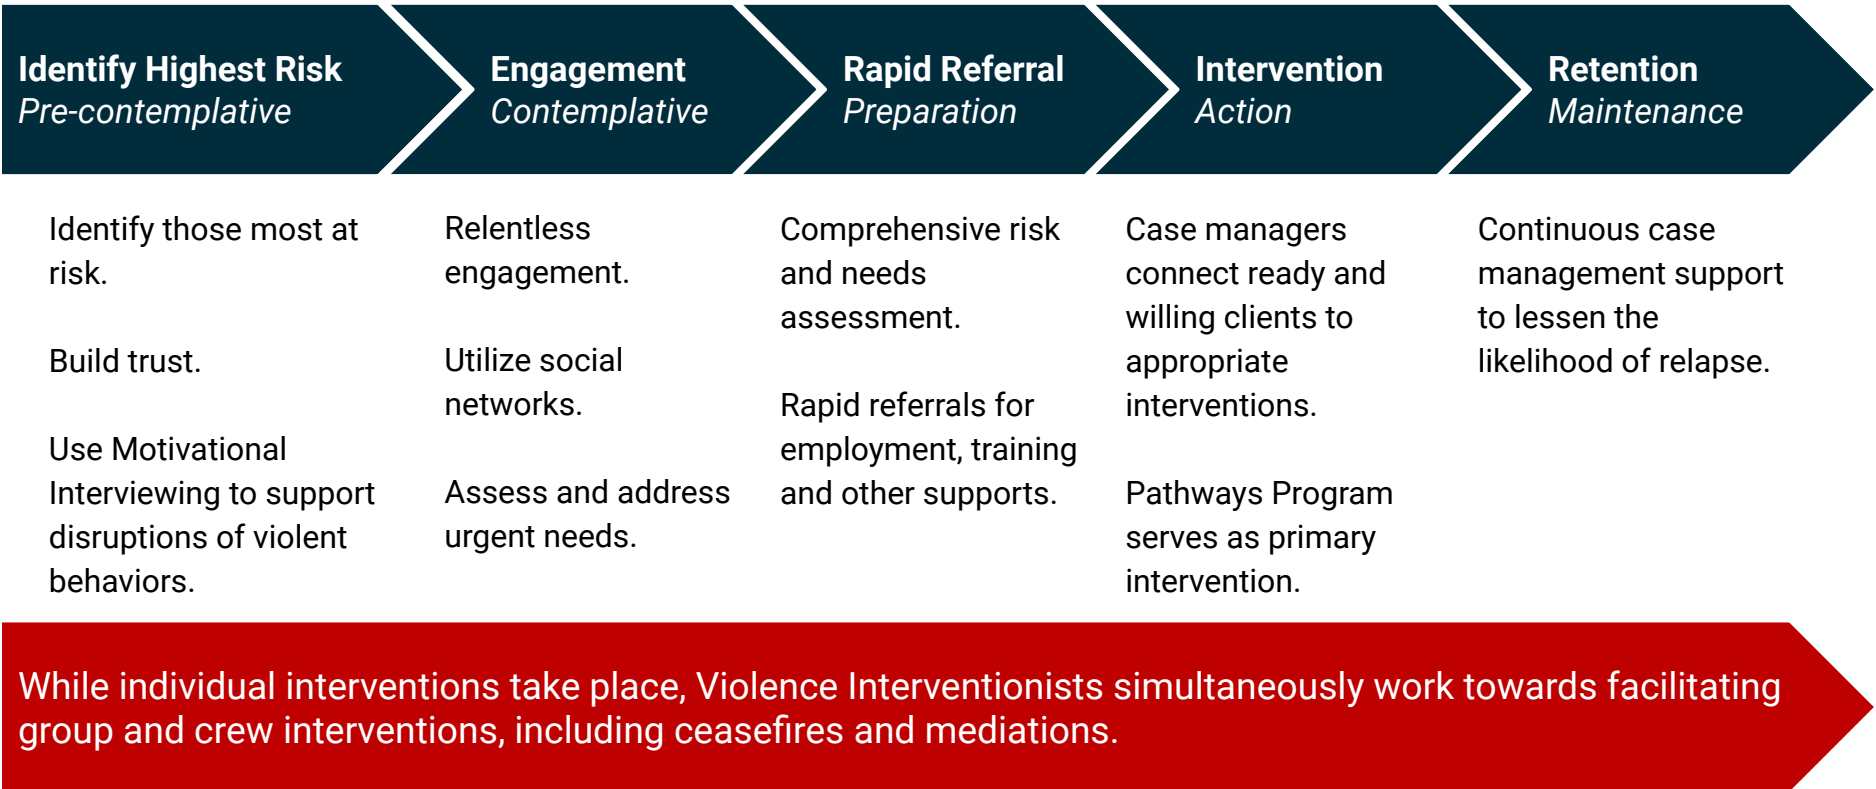 Identify Highest Risk
Pre-contemplative
Engagement
Contemplative
Rapid Referral
Preparation
Intervention
Action
Retention
Maintenance
Identify those most at
risk.
Build trust.
Use Motivational
Interviewing to support
disruptions of violent
behaviors.
Relentless
engagement.
Utilize social
networks.
Assess and address
urgent needs.
Comprehensive risk
and needs
assessment.
Rapid referrals for
employment, training
and other supports.
Case managers
connect ready and
willing clients to
appropriate
interventions.
Pathways Program
serves as primary
intervention.
Continuous case
management support
to lessen the
likelihood of relapse.
While individual interventions take place, Violence Interventionists simultaneously work towards facilitating
group and crew interventions, including ceasefires and mediations.